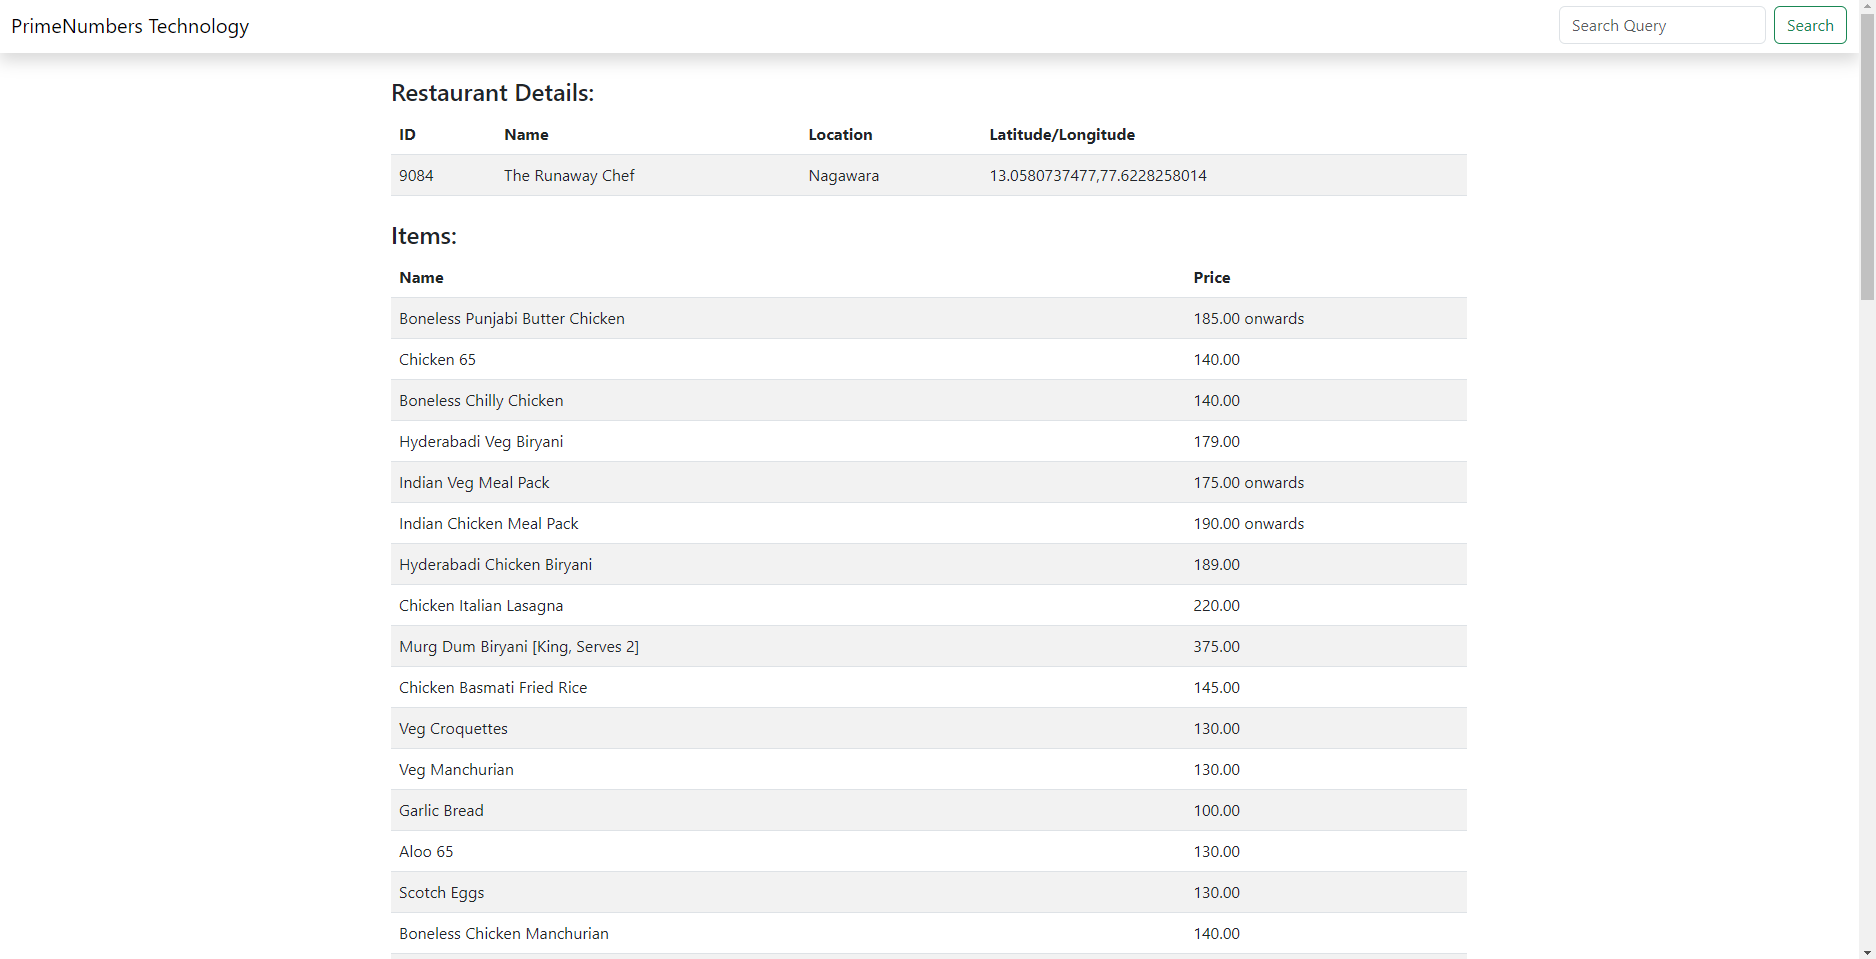 PrimeNumbers Technology Search Query Search
Restaurant Details:
ID Name Location Latitude/Longitude
9084 The Runaway Chef Nagawara 13.0580737477,77.6228258014
Items:
Name Price
Boneless Punjabi Butter Chicken 185.00 onwards
Chicken 65 140.00
Boneless Chilly Chicken 140.00
Hyderabadi Veg Biryani 179.00
Indian Veg Meal Pack 175.00 onwards
Indian Chicken Meal Pack 190.00 onwards
Hyderabadi Chicken Biryani 189.00
Chicken Italian Lasagna 220.00
Murg Dum Biryani [King, Serves 2] 375.00
Chicken Basmati Fried Rice 145.00
Veg Croquettes 130.00
Veg Manchurian 130.00
Garlic Bread 100.00
Aloo 65 130.00
Scotch Eggs 130.00
Boneless Chicken Manchurian 140.00